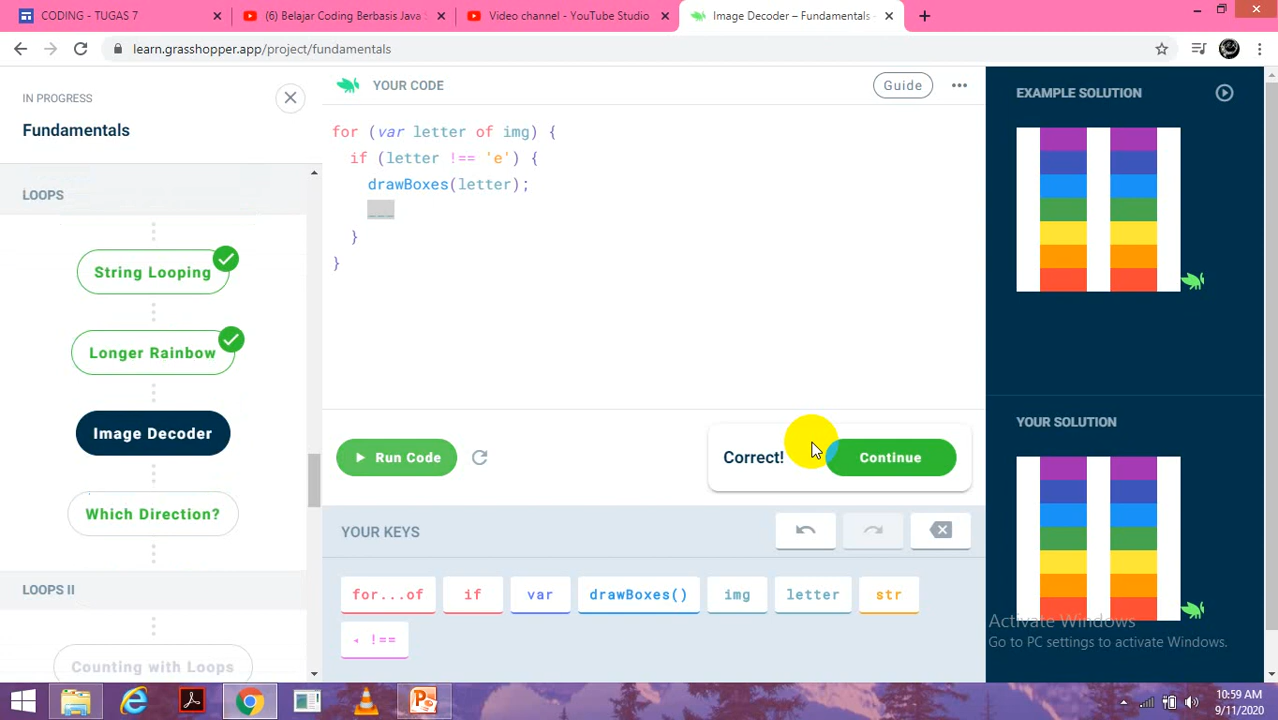 CODING - TUGAS 7
(6) Belajar Coding Berbasis Java S
Video channel - YouTube Studio
Image Decoder – Fundamentals -
learn.grasshopper.app/project/fundamentals
IN PROGRESS
Fundamentals
LOOPS
String Looping
Longer Rainbow
Image Decoder
Which Direction?
LOOPS II
Counting with Loops
YOUR CODE
Guide
for (var letter of img) {
if (letter !== 'e') {
drawBoxes(letter);
___
}
}
Run Code
Correct!
Continue
YOUR KEYS
for...of
if
var
drawBoxes()
img
letter
str
!==
EXAMPLE SOLUTION
YOUR SOLUTION
Activate Windows
Go to PC settings to activate Windows.
10:59 AM
9/11/2020